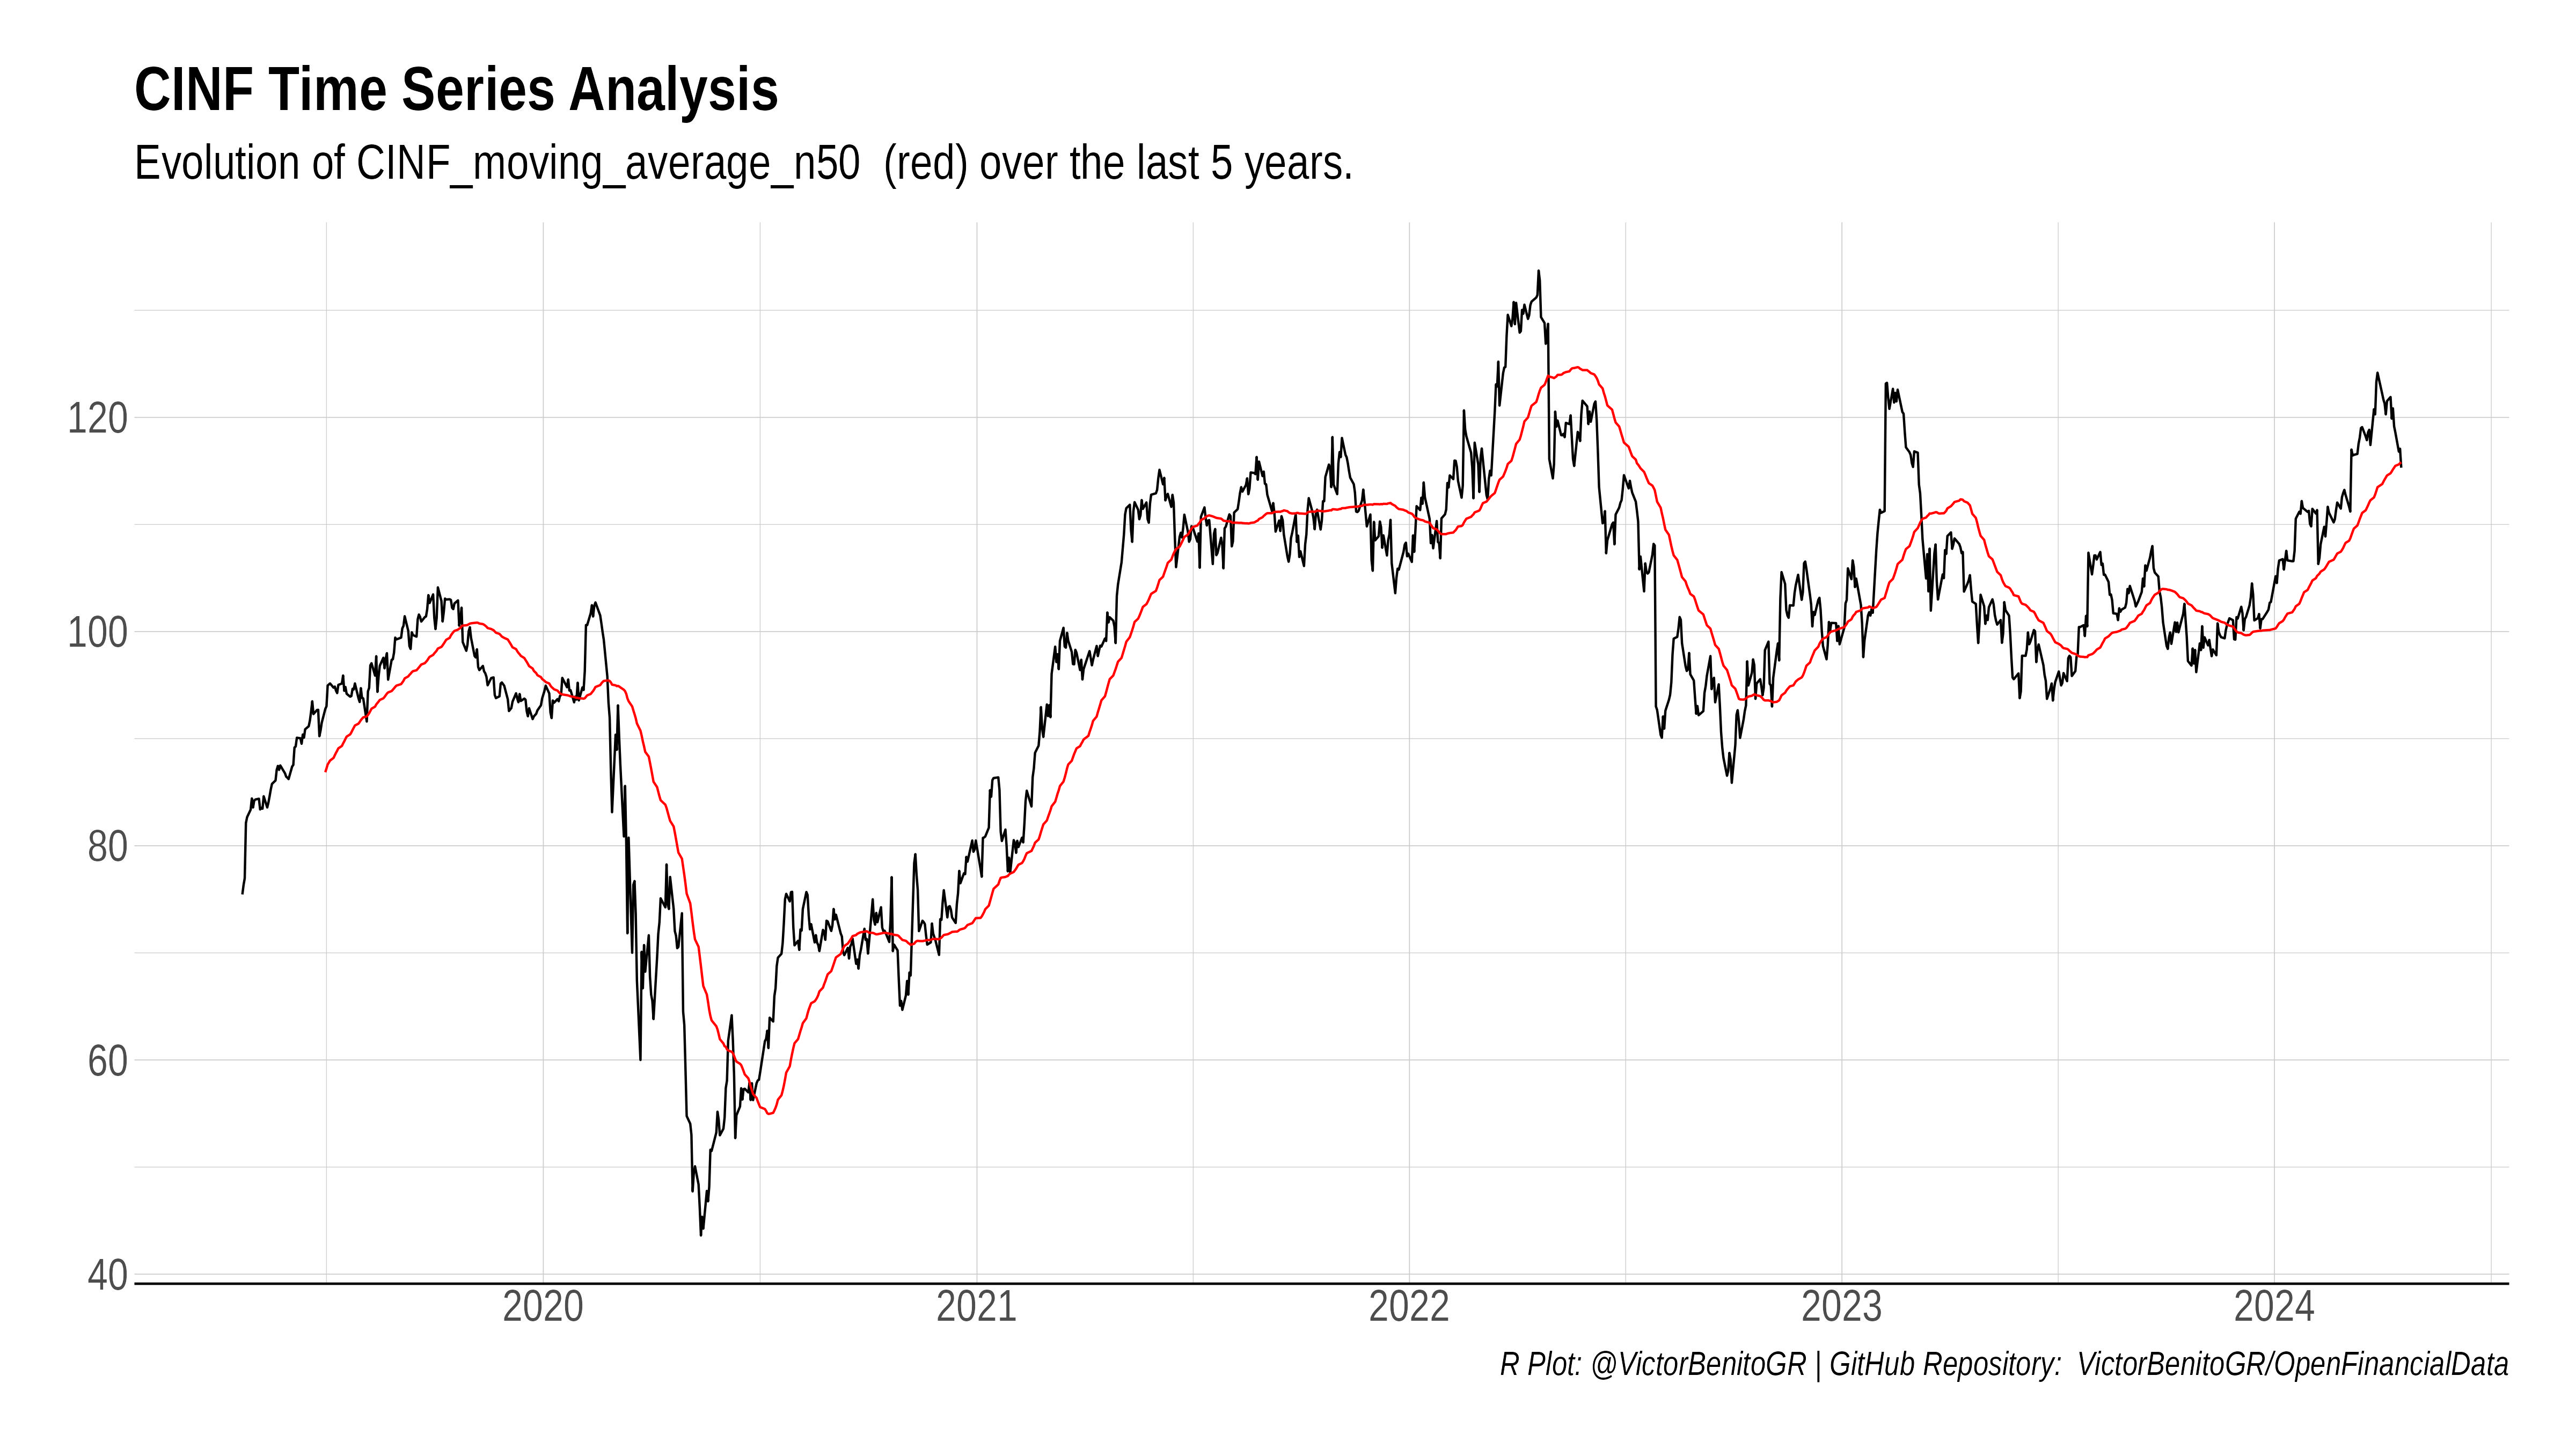 CINF Time Series Analysis
Evolution of CINF_moving_average_n50  (red) over the last 5 years.
120
100
80
60
40
2020 2021 2022 2023 2024
R Plot: @VictorBenitoGR | GitHub Repository:  VictorBenitoGR/OpenFinancialData